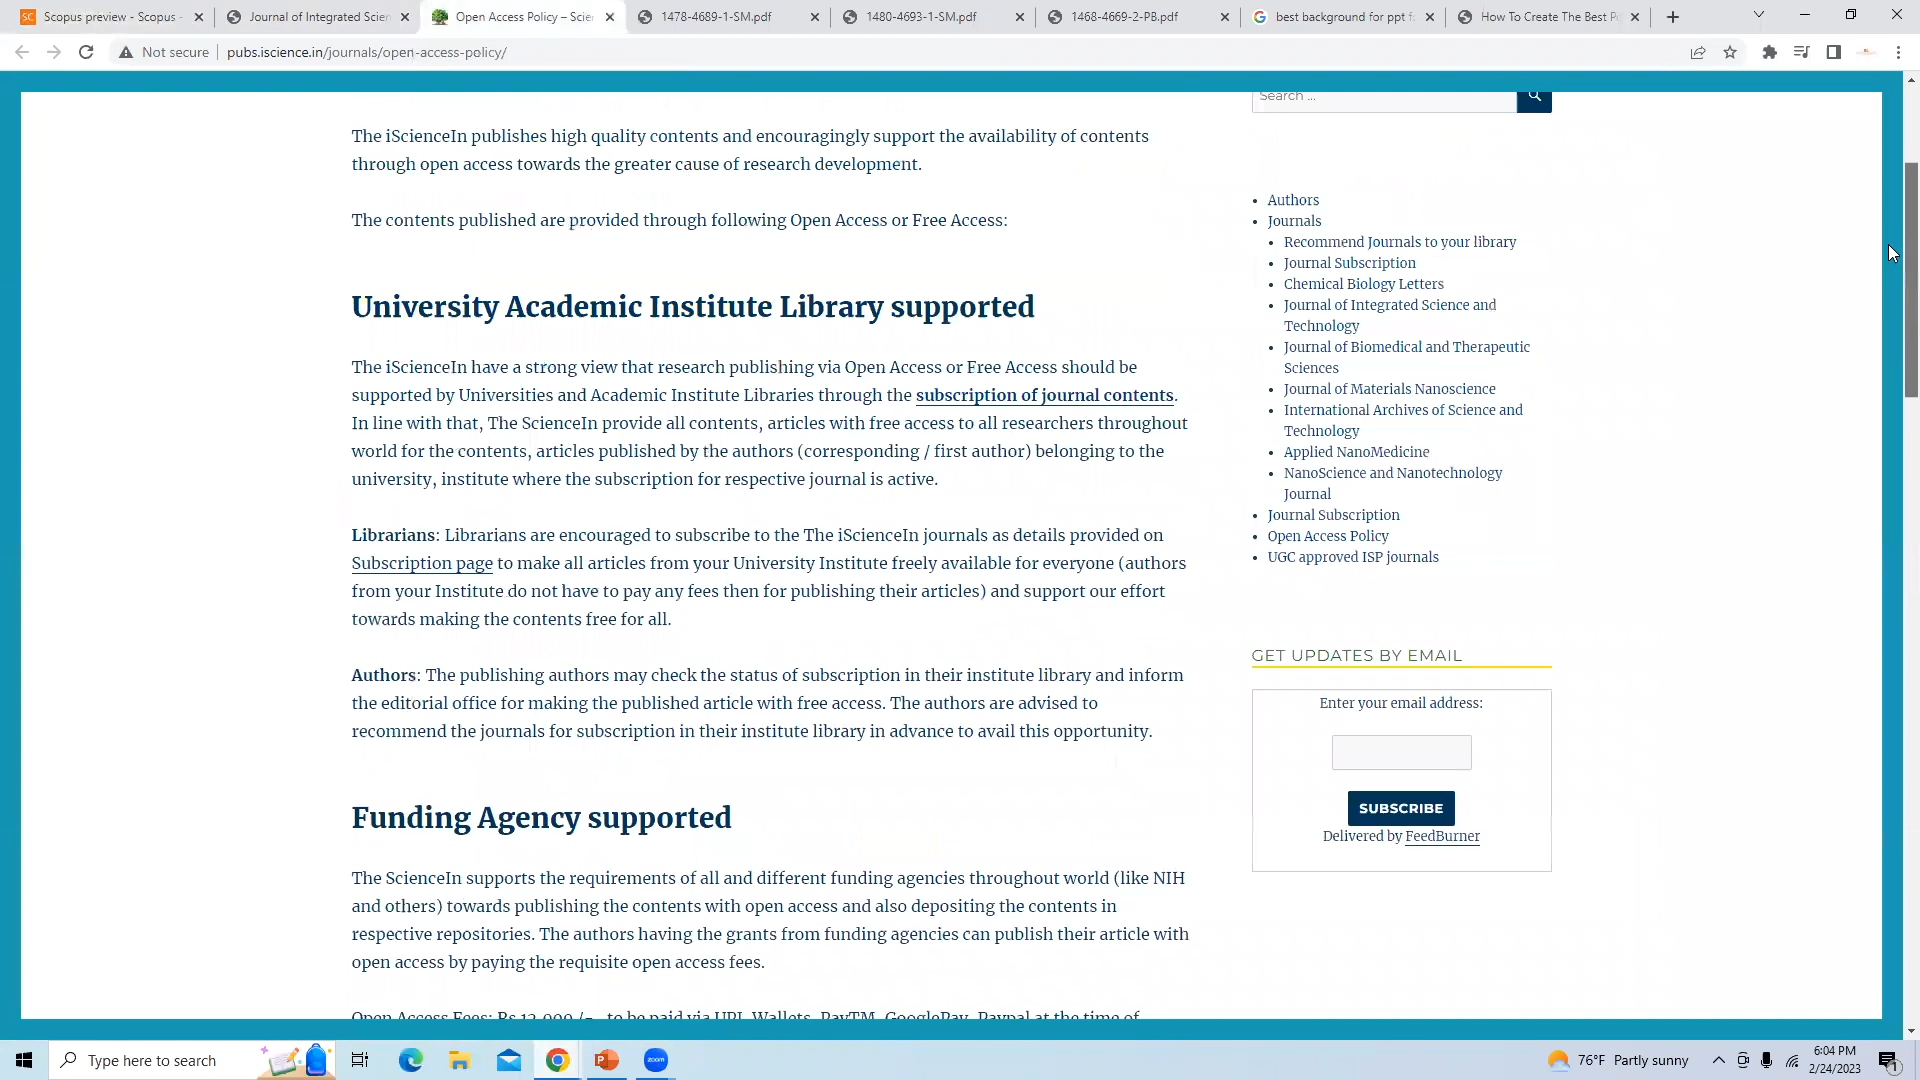 Scopus preview - Scopus -
Journal of Integrated Scien
Open Access Policy – Scien
1478-4689-1-SM.pdf
1480-4693-1-SM.pdf
1468-4669-2-PB.pdf
best background for ppt f
How To Create The Best P
Not secure
pubs.iscience.in/journals/open-access-policy/
The iScienceIn publishes high quality contents and encouragingly support the availability of contents
through open access towards the greater cause of research development.
The contents published are provided through following Open Access or Free Access:
University Academic Institute Library supported
The iScienceIn have a strong view that research publishing via Open Access or Free Access should be
supported by Universities and Academic Institute Libraries through the subscription of journal contents.
In line with that, The ScienceIn provide all contents, articles with free access to all researchers throughout
world for the contents, articles published by the authors (corresponding / first author) belonging to the
university, institute where the subscription for respective journal is active.
Librarians: Librarians are encouraged to subscribe to the The iScienceIn journals as details provided on
Subscription page to make all articles from your University Institute freely available for everyone (authors
from your Institute do not have to pay any fees then for publishing their articles) and support our effort
towards making the contents free for all.
Authors: The publishing authors may check the status of subscription in their institute library and inform
the editorial office for making the published article with free access. The authors are advised to
recommend the journals for subscription in their institute library in advance to avail this opportunity.
Funding Agency supported
The ScienceIn supports the requirements of all and different funding agencies throughout world (like NIH
and others) towards publishing the contents with open access and also depositing the contents in
respective repositories. The authors having the grants from funding agencies can publish their article with
open access by paying the requisite open access fees.
Open Access Fees: Rs 12,000 /- to be paid via UPI, Wallets, PayTM, GooglePay, Paypal at the time of
Search ...
Authors
Journals
Recommend Journals to your library
Journal Subscription
Chemical Biology Letters
Journal of Integrated Science and
Technology
Journal of Biomedical and Therapeutic
Sciences
Journal of Materials Nanoscience
International Archives of Science and
Technology
Applied NanoMedicine
NanoScience and Nanotechnology
Journal
Journal Subscription
Open Access Policy
UGC approved ISP journals
GET UPDATES BY EMAIL
Enter your email address:
SUBSCRIBE
Delivered by FeedBurner
Type here to search
zoom
76°F Partly sunny
6:04 PM
2/24/2023
1